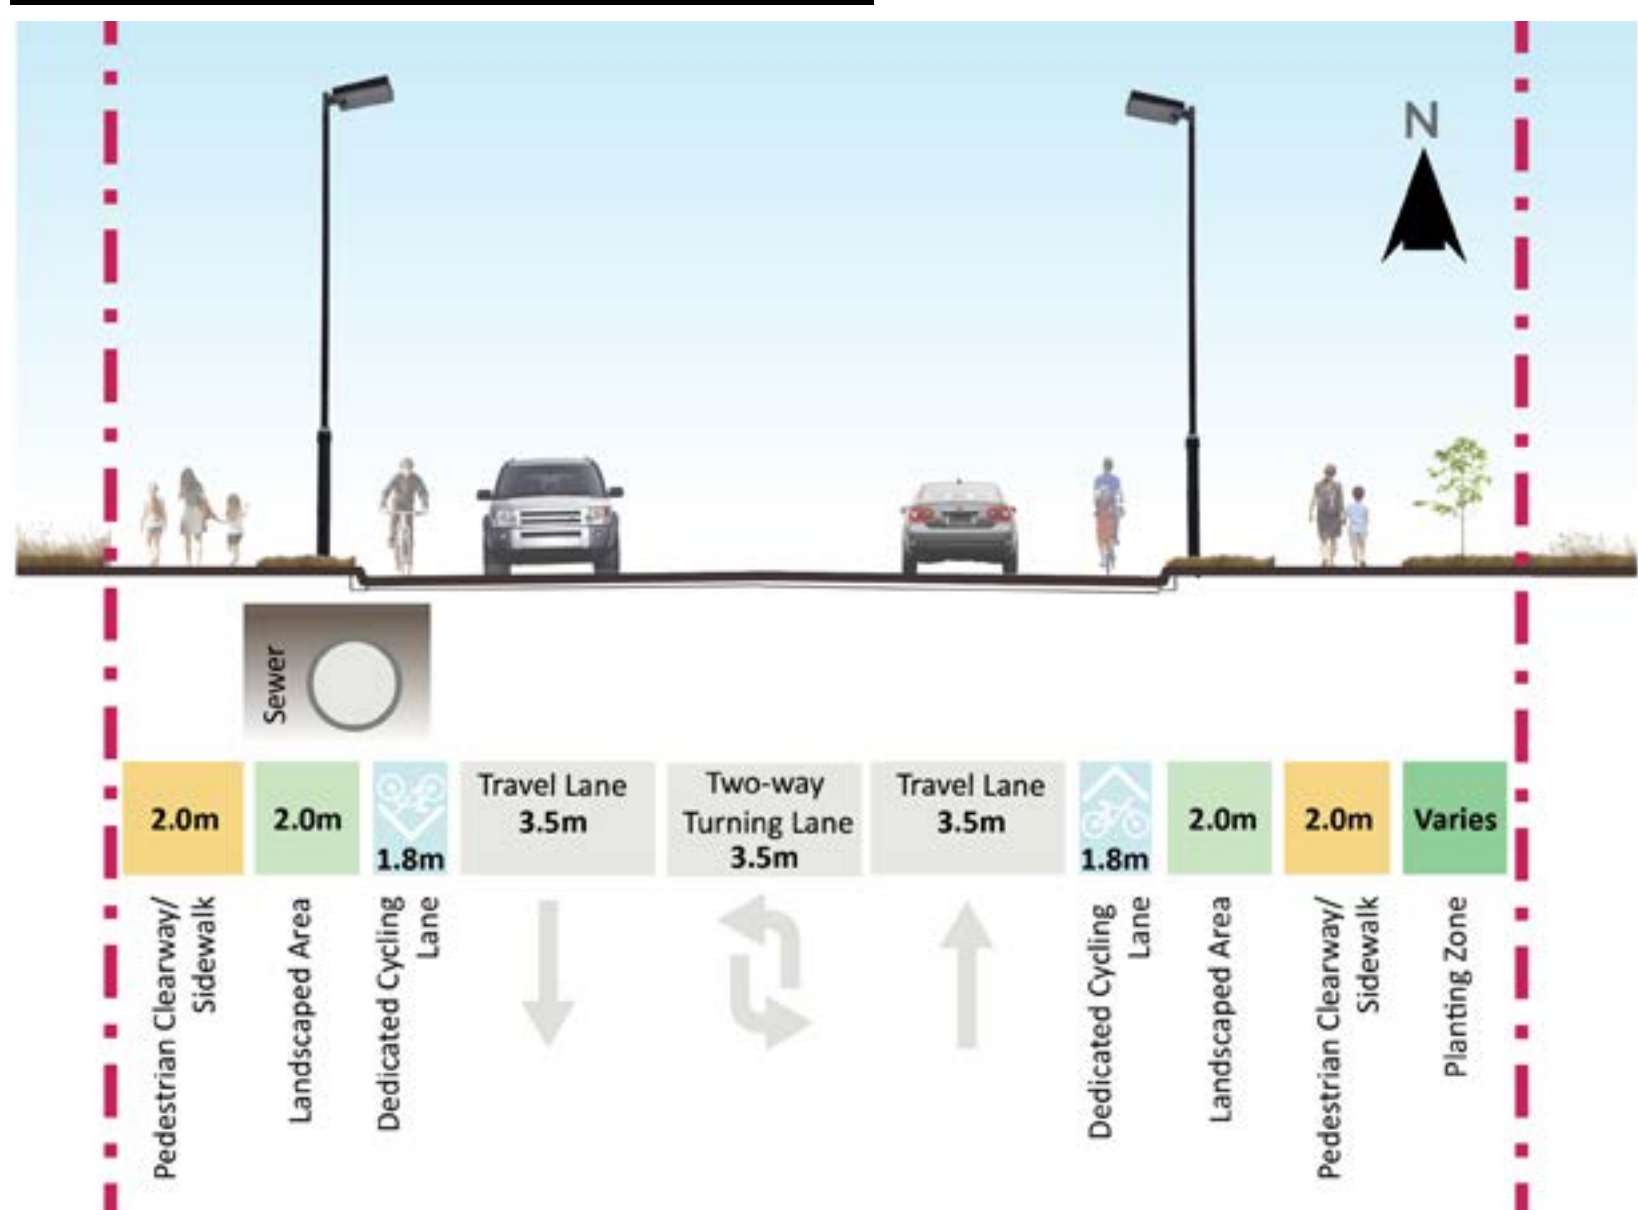 N
Sewer
2.0m
2.0m
1.8m
Travel Lane
3.5m
Two-way
Turning Lane
3.5m
Travel Lane
3.5m
1.8m
2.0m
2.0m
Varies
Pedestrian Clearway/
Sidewalk
Landscaped Area
Dedicated Cycling
Lane
Dedicated Cycling
Lane
Landscaped Area
Pedestrian Clearway/
Sidewalk
Planting Zone